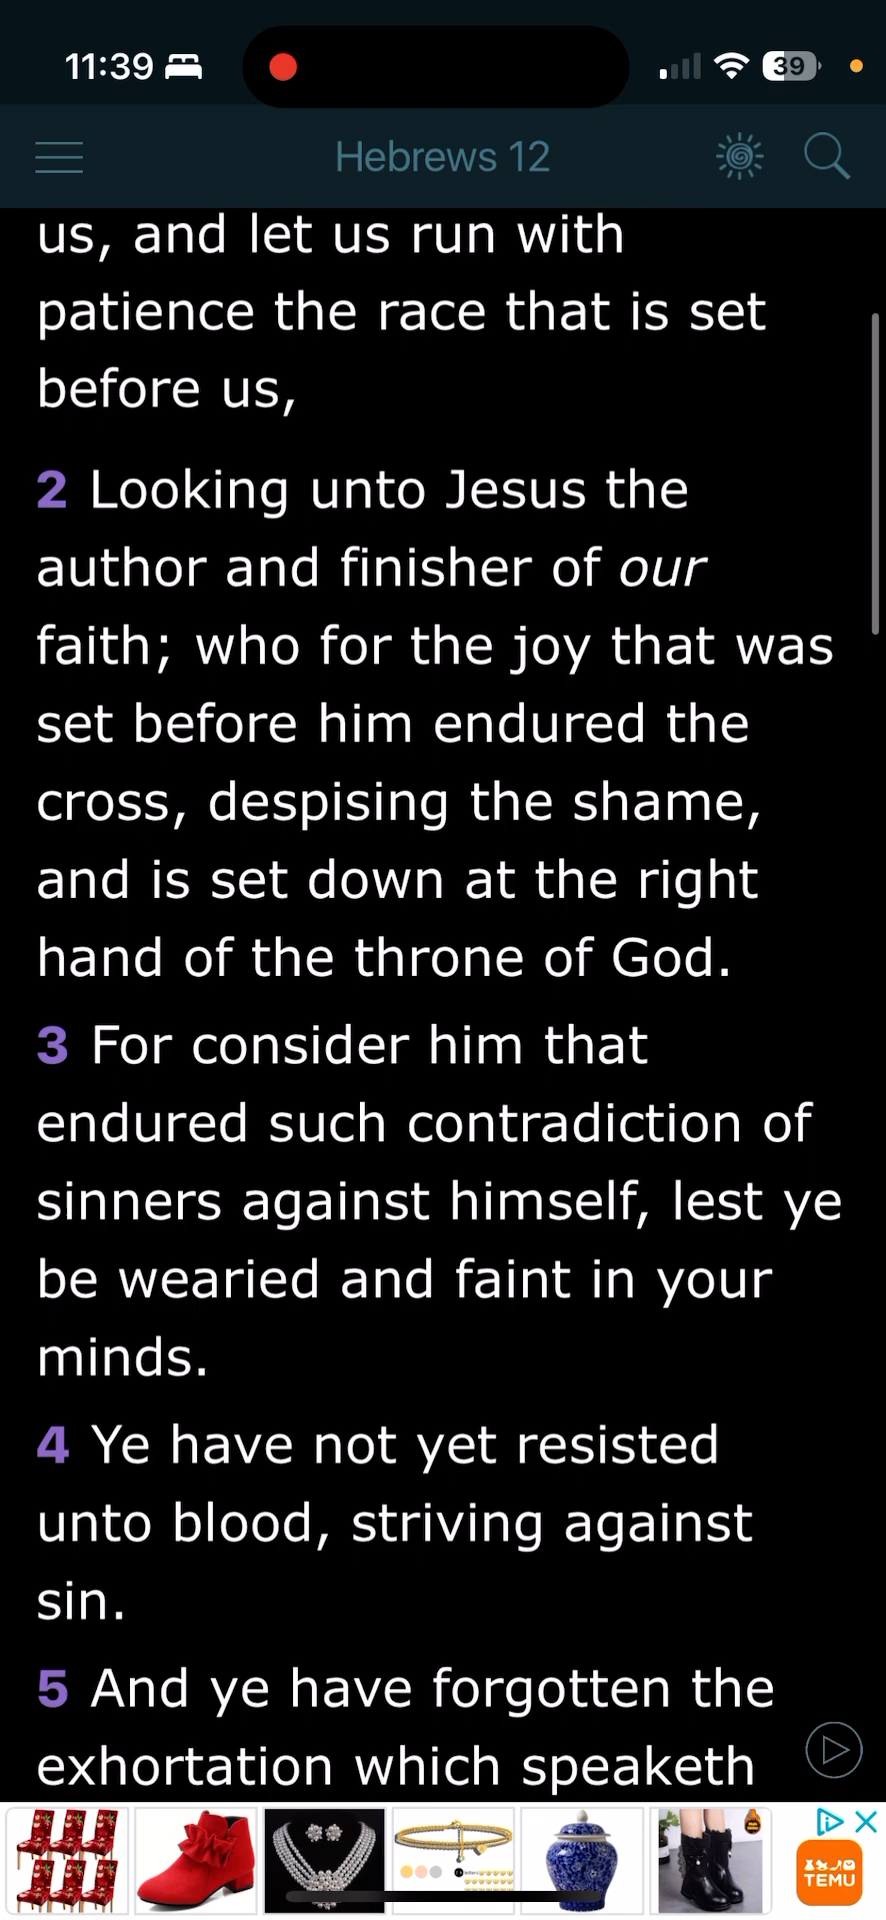 11:39
39
Hebrews 12
us, and let us run with
patience the race that is set
before us,
2 Looking unto Jesus the
author and finisher of our
faith; who for the joy that was
set before him endured the
cross, despising the shame,
and is set down at the right
hand of the throne of God.
3 For consider him that
endured such contradiction of
sinners against himself, lest ye
be wearied and faint in your
minds.
4 Ye have not yet resisted
unto blood, striving against
sin.
5 And ye have forgotten the
exhortation which speaketh
TEMU